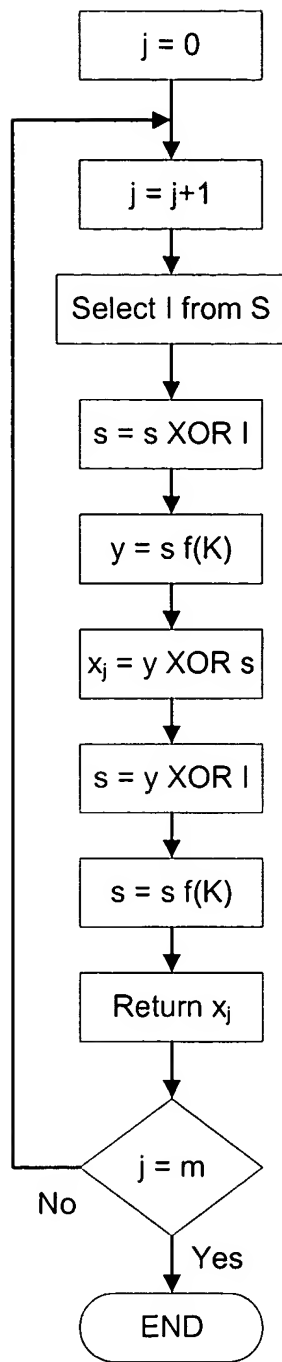 j = 0
j = j+1
Select I from S
s = s XOR I
y = s f(K)
xⱼ = y XOR s
s = y XOR I
s = s f(K)
Return xⱼ
j = m
No
Yes
END